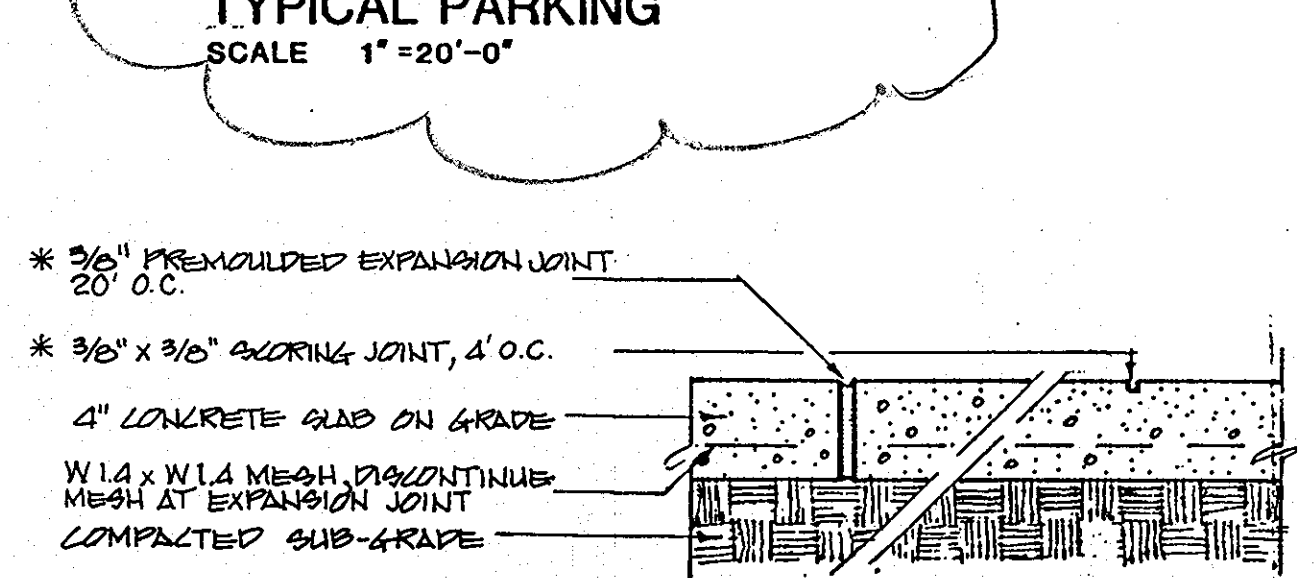 TYPICAL PARKING
SCALE 1"=20'-0"
* 3/8" PREMOULDED EXPANSION JOINT
20' O.C.
* 3/8" X 3/8" SCORING JOINT, 4' O.C.
4" CONCRETE SLAB ON GRADE
W1.4 x W1.4 MESH, DISCONTINUE
MESH AT EXPANSION JOINT
COMPACTED SUB-GRADE